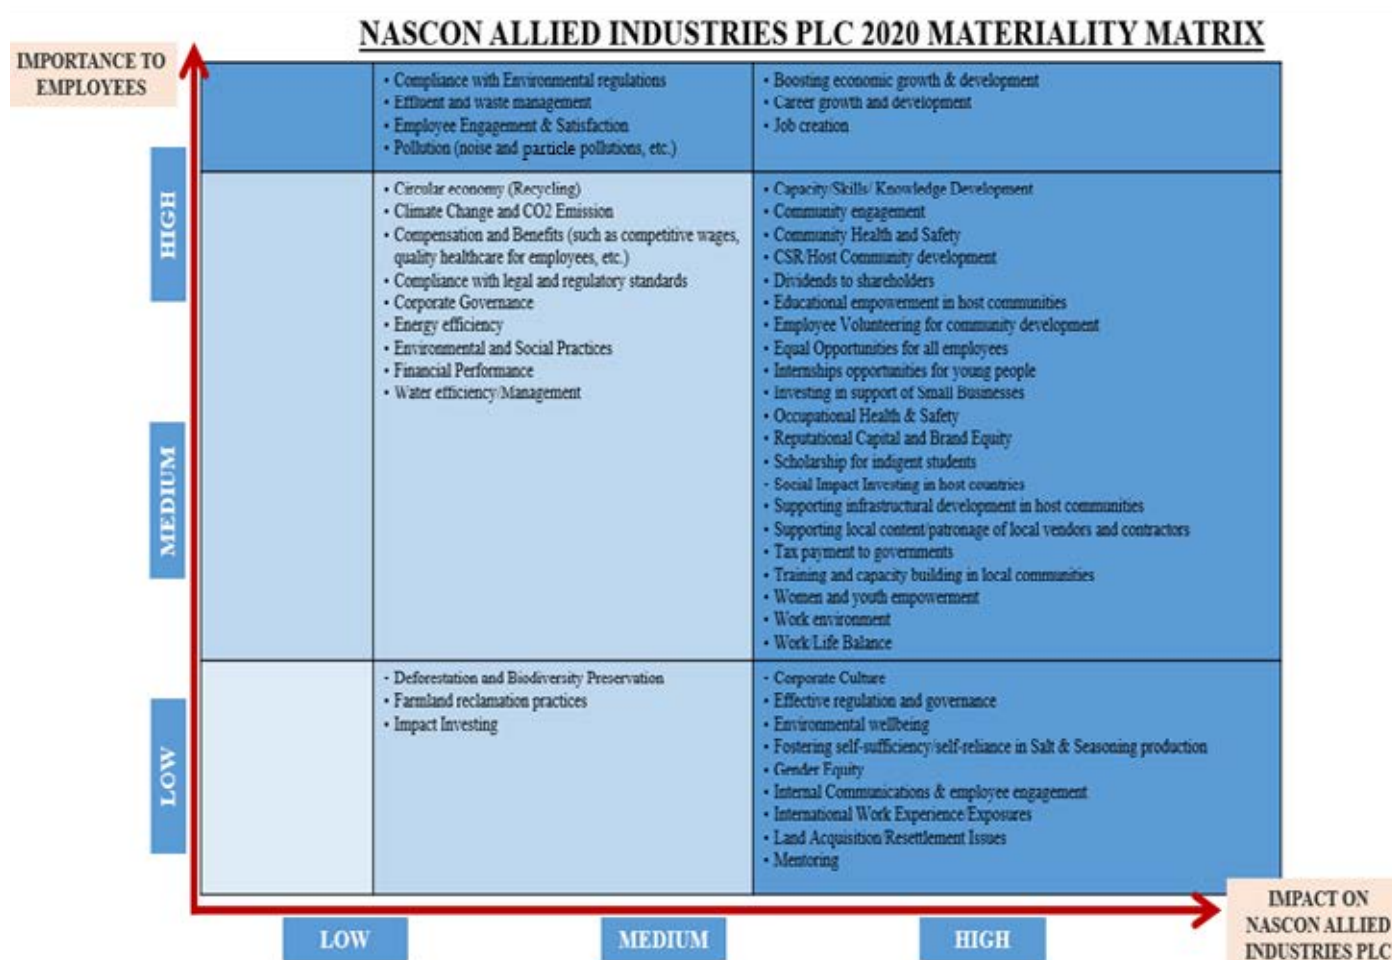 NASCON ALLIED INDUSTRIES PLC 2020 MATERIALITY MATRIX
IMPORTANCE TO
EMPLOYEES
• Compliance with Environmental regulations
• Effluent and waste management
• Employee Engagement & Satisfaction
• Pollution (noise and particle pollutions, etc.)
• Boosting economic growth & development
• Career growth and development
• Job creation
HIGH
• Circular economy (Recycling)
• Climate Change and CO2 Emission
• Compensation and Benefits (such as competitive wages,
quality healthcare for employees, etc.)
• Compliance with legal and regulatory standards
• Corporate Governance
• Energy efficiency
• Environmental and Social Practices
• Financial Performance
• Water efficiency/Management
• Capacity/Skills/ Knowledge Development
• Community engagement
• Community Health and Safety
• CSR/Host Community development
• Dividends to shareholders
• Educational empowerment in host communities
• Employee Volunteering for community development
• Equal Opportunities for all employees
• Internships opportunities for young people
• Investing in support of Small Businesses
• Occupational Health & Safety
• Reputational Capital and Brand Equity
• Scholarship for indigent students
- Social Impact Investing in host countries
• Supporting infrastructural development in host communities
• Supporting local content/patronage of local vendors and contractors
• Tax payment to governments
• Training and capacity building in local communities
• Women and youth empowerment
• Work environment
• Work/Life Balance
MEDIUM
- Deforestation and Biodiversity Preservation
• Farmland reclamation practices
• Impact Investing
- Corporate Culture
• Effective regulation and governance
• Environmental wellbeing
• Fostering self-sufficiency/self-reliance in Salt & Seasoning production
• Gender Equity
• Internal Communications & employee engagement
• International Work Experience/Exposures
• Land Acquisition/Resettlement Issues
• Mentoring
LOW
LOW
MEDIUM
HIGH
IMPACT ON
NASCON ALLIED
INDUSTRIES PLC